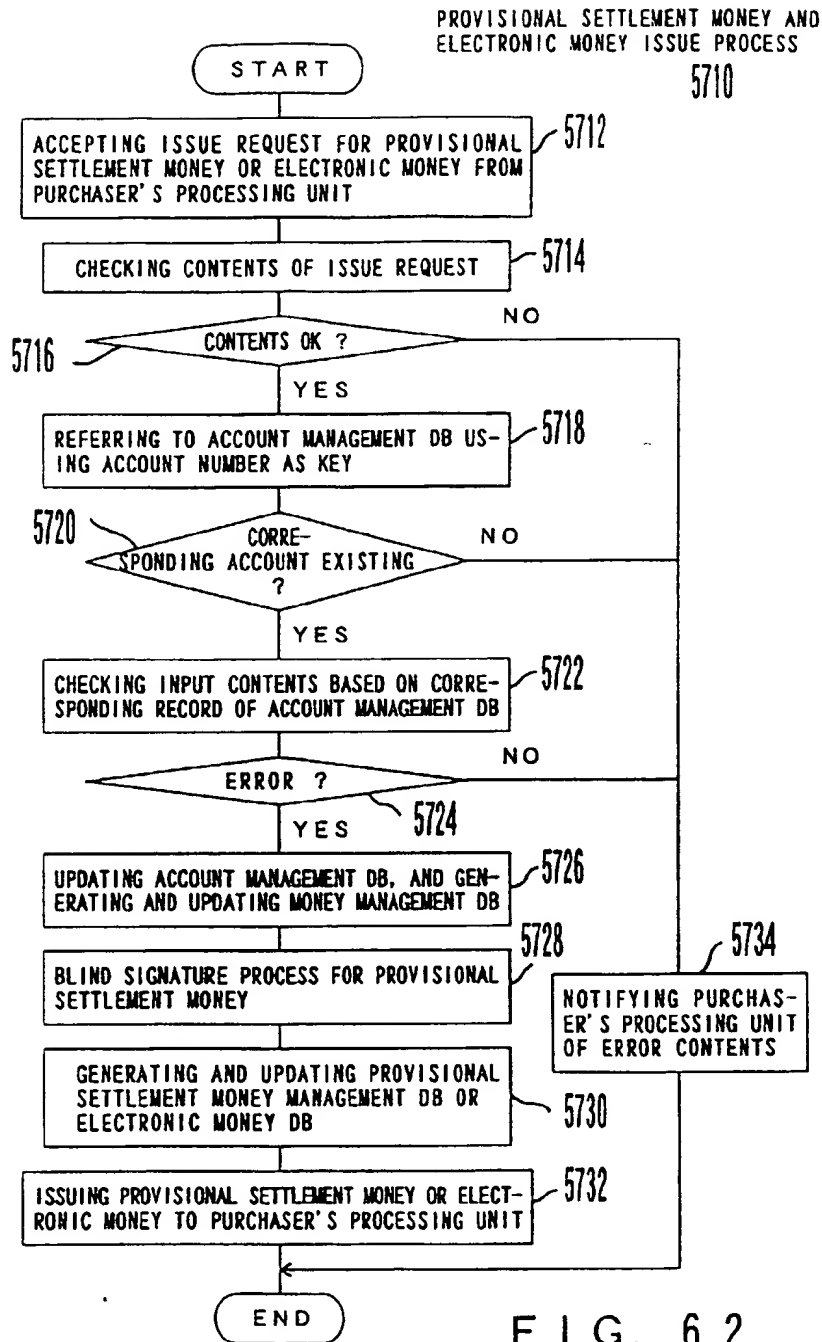 PROVISIONAL SETTLEMENT MONEY AND
ELECTRONIC MONEY ISSUE PROCESS
5710
START
ACCEPTING ISSUE REQUEST FOR PROVISIONAL
SETTLEMENT MONEY OR ELECTRONIC MONEY FROM
PURCHASER'S PROCESSING UNIT
5712
CHECKING CONTENTS OF ISSUE REQUEST
5714
CONTENTS OK ?
NO
5716
YES
REFERRING TO ACCOUNT MANAGEMENT DB US-
ING ACCOUNT NUMBER AS KEY
5718
5720
CORRE-
SPONDING ACCOUNT EXISTING
?
NO
YES
CHECKING INPUT CONTENTS BASED ON CORRE-
SPONDING RECORD OF ACCOUNT MANAGEMENT DB
5722
ERROR ?
NO
5724
YES
UPDATING ACCOUNT MANAGEMENT DB, AND GEN-
ERATING AND UPDATING MONEY MANAGEMENT DB
5726
BLIND SIGNATURE PROCESS FOR PROVISIONAL
SETTLEMENT MONEY
5728
5734
NOTIFYING PURCHAS-
ER'S PROCESSING UNIT
OF ERROR CONTENTS
GENERATING AND UPDATING PROVISIONAL
SETTLEMENT MONEY MANAGEMENT DB OR
ELECTRONIC MONEY DB
5730
ISSUING PROVISIONAL SETTLEMENT MONEY OR ELECT-
RONIC MONEY TO PURCHASER'S PROCESSING UNIT
5732
END
FIG. 62